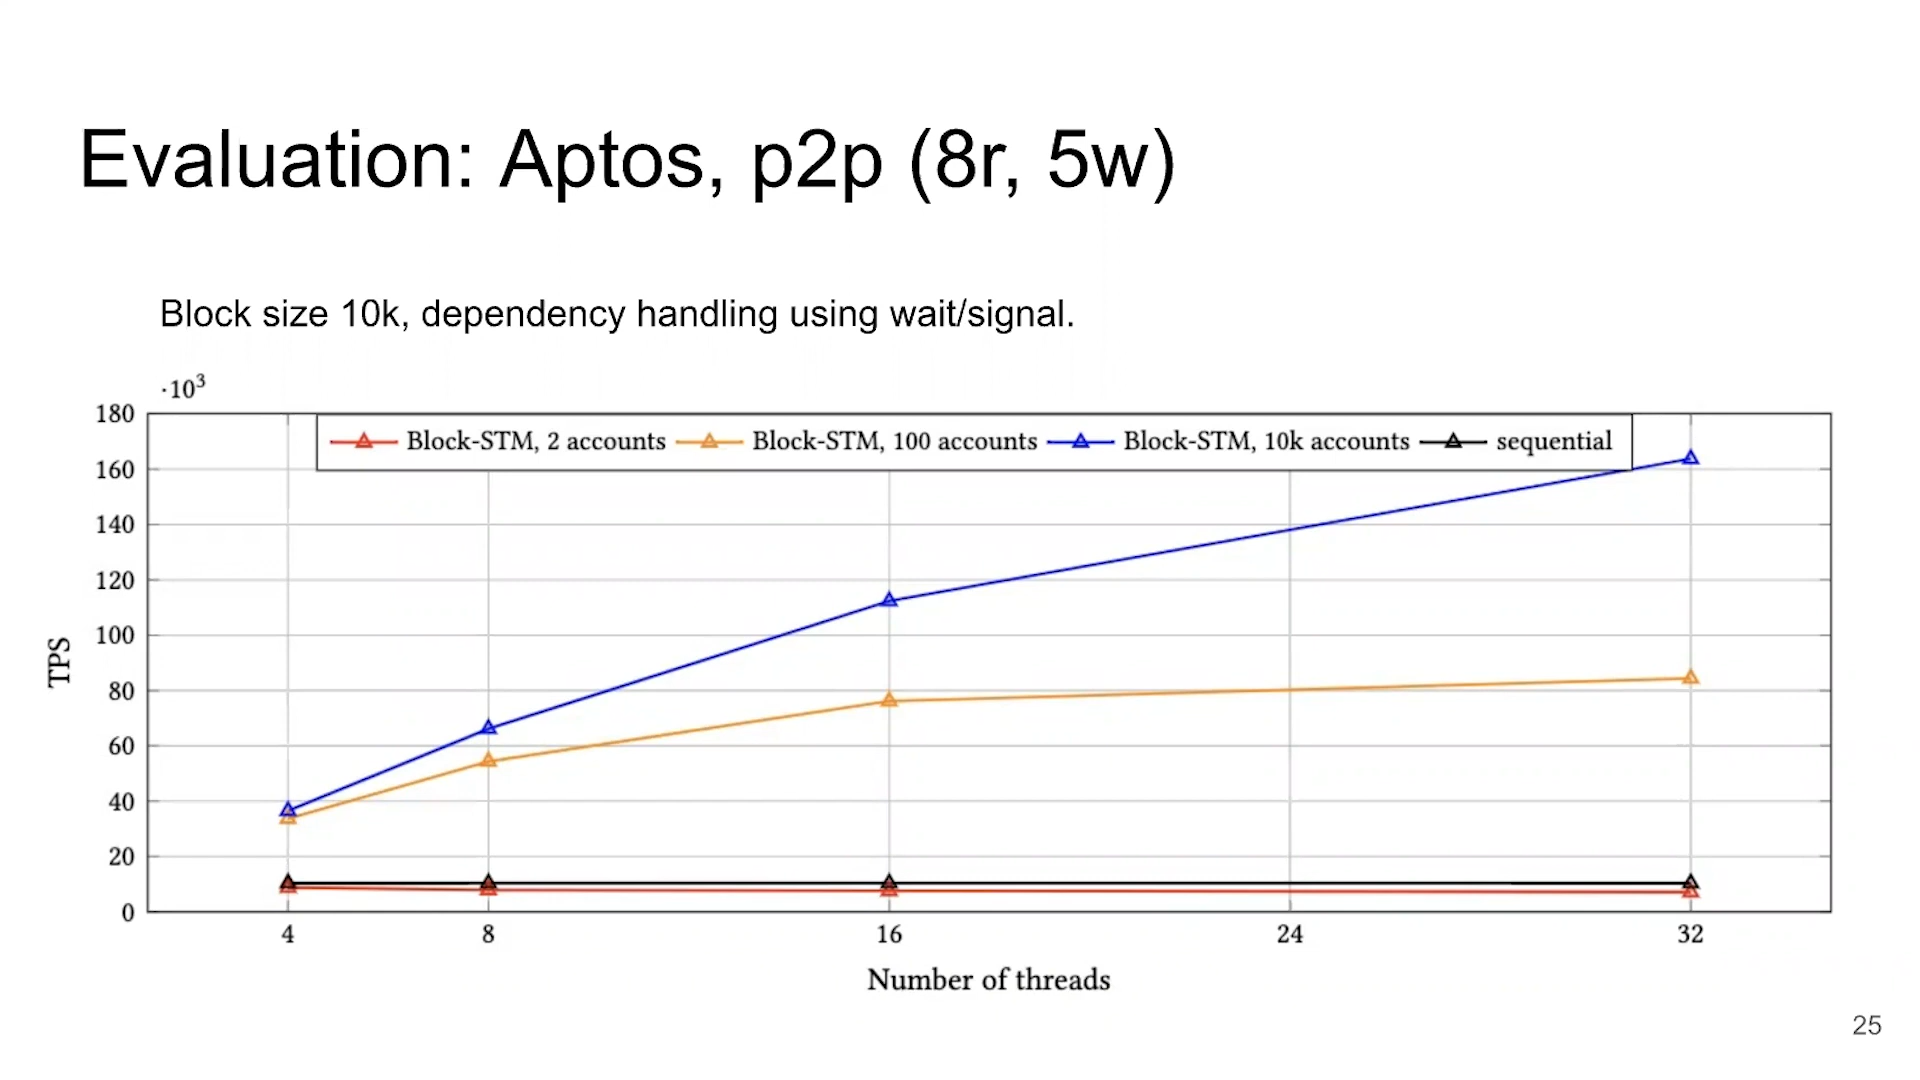 Evaluation: Aptos, p2p (8r, 5w)
Block size 10k, dependency handling using wait/signal.
·10³
180
160
140
120
100
80
60
40
20
0
TPS
Block-STM, 2 accounts Block-STM, 100 accounts Block-STM, 10k accounts sequential
4 8 16 24 32
Number of threads
25